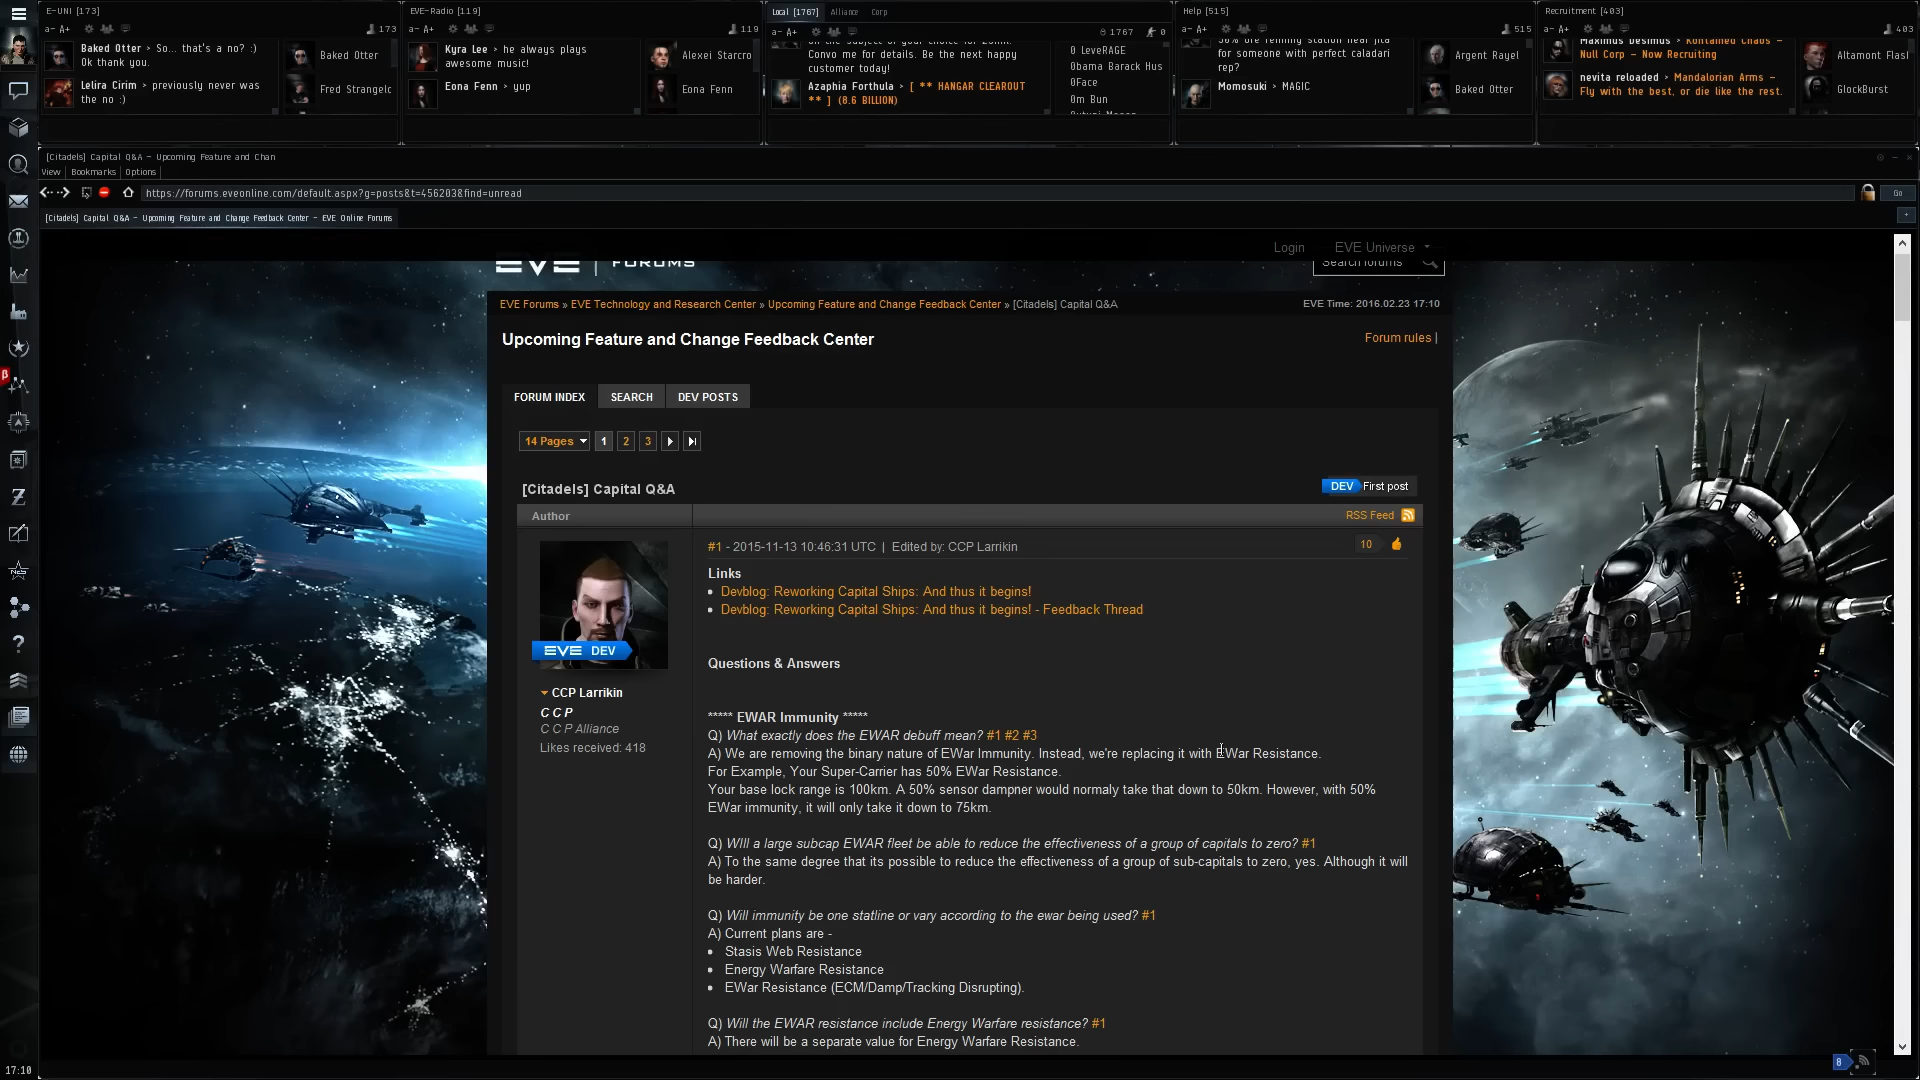 E-UNI [173]
a- A+
173
Baked Otter > So... that's a no? :)
Ok thank you.
Lelira Cirim > previously never was
the no :)
Baked Otter
Fred Strangelc
EVE-Radio [119]
a- A+
119
Kyra Lee > he always plays
awesome music!
Eona Fenn > yup
Alexei Starcro
Eona Fenn
Local [1767]
Alliance
Corp
a- A+
1767
0
Convo me for details. Be the next happy
customer today!
Azaphia Forthula > [ ** HANGAR CLEAROUT
** ] (8.6 BILLION)
0 LeveRAGE
0bama Barack Hus
0Face
0m Bun
Help [515]
a- A+
515
for someone with perfect caladari
rep?
Momosuki > MAGIC
Argent Rayel
Baked Otter
Recruitment [403]
a- A+
403
Maximus Desimus > Kontained Chaos –
Null Corp – Now Recruiting
nevita reloaded > Mandalorian Arms –
Fly with the best, or die like the rest.
Altamont Flasl
GlockBurst
[Citadels] Capital Q&A – Upcoming Feature and Chan
View
Bookmarks
Options
https://forums.eveonline.com/default.aspx?g=posts&t=456203&find=unread
Go
[Citadels] Capital Q&A – Upcoming Feature and Change Feedback Center – EVE Online Forums
+
Login
EVE Universe
EVE | FORUMS
Search forums
EVE Forums » EVE Technology and Research Center » Upcoming Feature and Change Feedback Center » [Citadels] Capital Q&A
EVE Time: 2016.02.23 17:10
Upcoming Feature and Change Feedback Center
Forum rules |
FORUM INDEX
SEARCH
DEV POSTS
14 Pages
1
2
3
[Citadels] Capital Q&A
DEV First post
Author
RSS Feed
#1 - 2015-11-13 10:46:31 UTC | Edited by: CCP Larrikin
10
EVE DEV
CCP Larrikin
C C P
C C P Alliance
Likes received: 418
Links
• Devblog: Reworking Capital Ships: And thus it begins!
• Devblog: Reworking Capital Ships: And thus it begins! - Feedback Thread
Questions & Answers
***** EWAR Immunity *****
Q) What exactly does the EWAR debuff mean? #1 #2 #3
A) We are removing the binary nature of EWar Immunity. Instead, we're replacing it with EWar Resistance.
For Example, Your Super-Carrier has 50% EWar Resistance.
Your base lock range is 100km. A 50% sensor dampner would normaly take that down to 50km. However, with 50%
EWar immunity, it will only take it down to 75km.
Q) WIll a large subcap EWAR fleet be able to reduce the effectiveness of a group of capitals to zero? #1
A) To the same degree that its possible to reduce the effectiveness of a group of sub-capitals to zero, yes. Although it will
be harder.
Q) Will immunity be one statline or vary according to the ewar being used? #1
A) Current plans are -
• Stasis Web Resistance
• Energy Warfare Resistance
• EWar Resistance (ECM/Damp/Tracking Disrupting).
Q) Will the EWAR resistance include Energy Warfare resistance? #1
A) There will be a separate value for Energy Warfare Resistance.
17:10
8